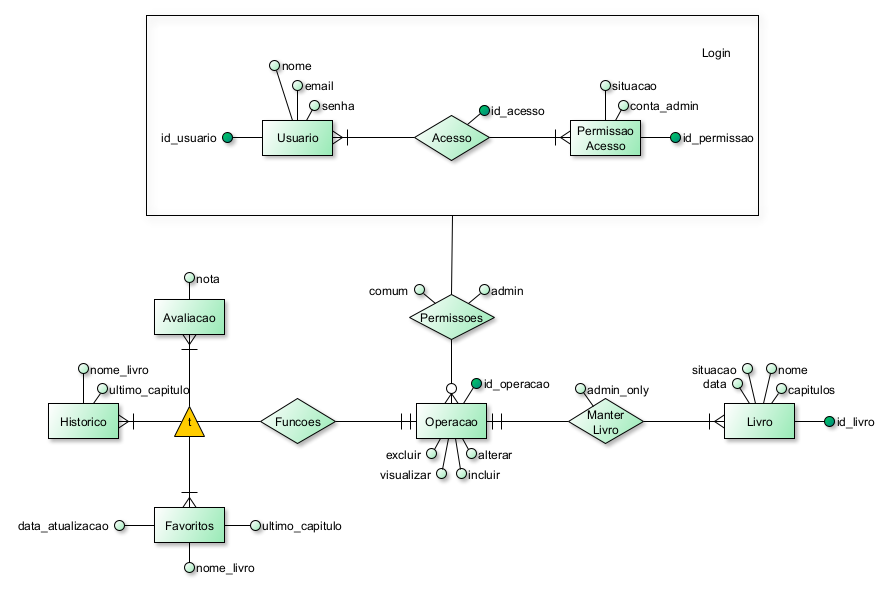 Login
nome
email
senha
id_usuario
Usuario
id_acesso
Acesso
situacao
conta_admin
Permissao
Acesso
id_permissao
nota
Avaliacao
comum
admin
Permissoes
nome_livro
ultimo_capitulo
Historico
t
Funcoes
id_operacao
Operacao
excluir
alterar
visualizar
incluir
admin_only
Manter
Livro
situacao
nome
data
capitulos
Livro
id_livro
data_atualizacao
Favoritos
ultimo_capitulo
nome_livro